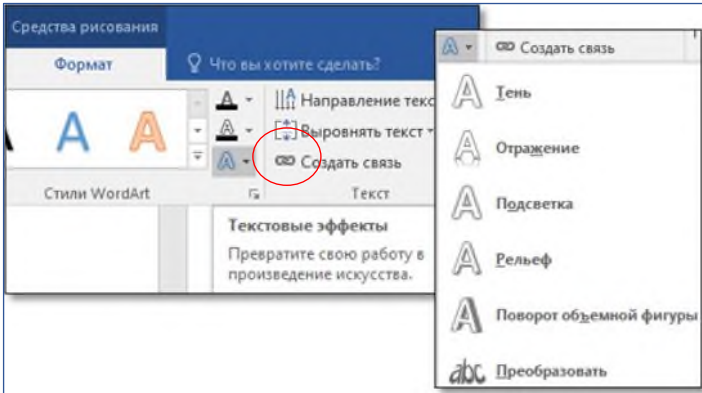 Средства рисования
Формат
Что вы хотите сделать?
Направление текс
Выровнять текст
Создать связь
Стили WordArt
Текст
Текстовые эффекты
Превратите свою работу в
произведение искусства.
Создать связь
Тень
Отражение
Подсветка
Рельеф
Поворот объемной фигуры
abc Преобразовать